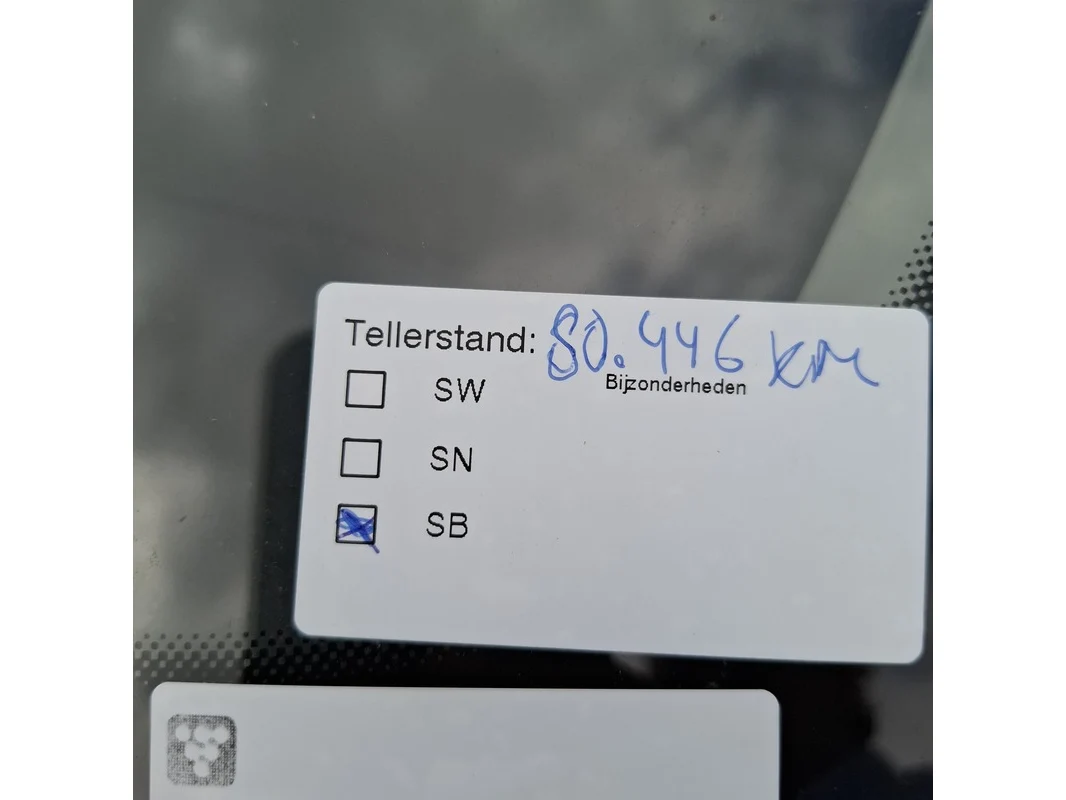 Tellerstand: 80.446 km
Bijzonderheden
SW
SN
SB